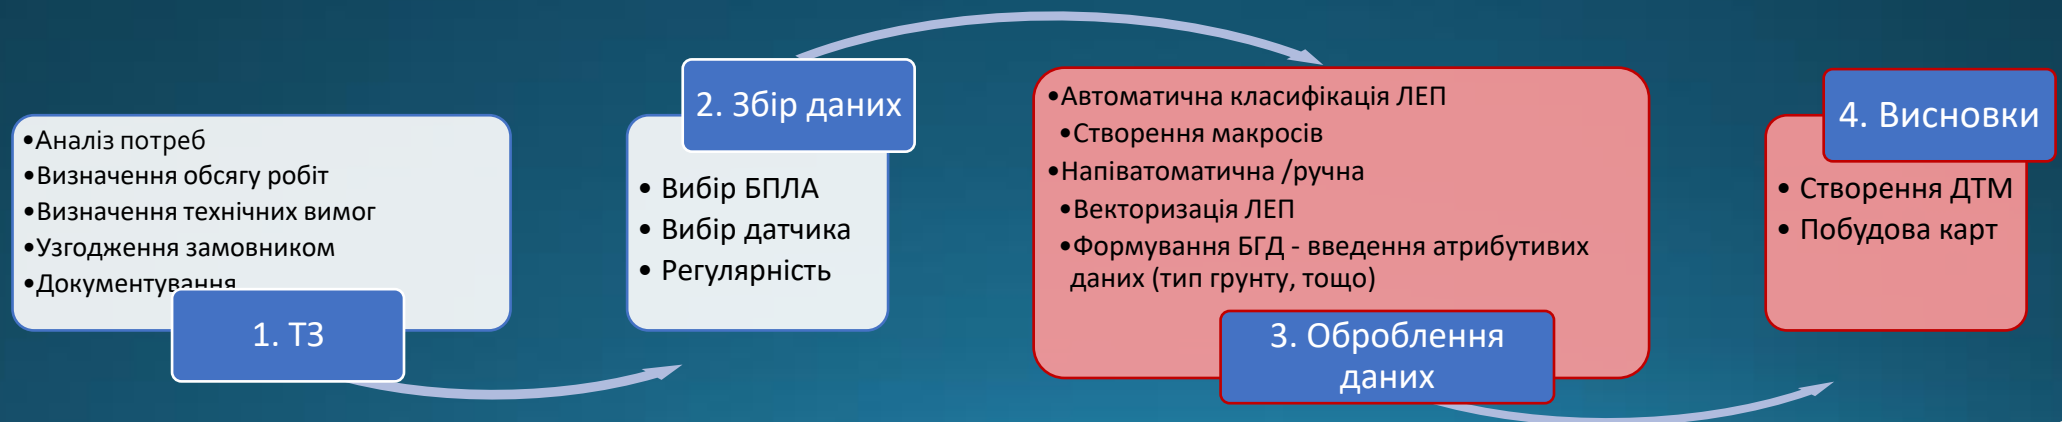 •Аналіз потреб
•Визначення обсягу робіт
•Визначення технічних вимог
•Узгодження замовником
•Документування
1. ТЗ
2. Збір даних
• Вибір БПЛА
• Вибір датчика
• Регулярність
•Автоматична класифікація ЛЕП
•Створення макросів
•Напіватоматична /ручна
•Векторизація ЛЕП
•Формування БГД - введення атрибутивих
даних (тип грунту, тощо)
3. Оброблення
даних
4. Висновки
• Створення ДТМ
• Побудова карт